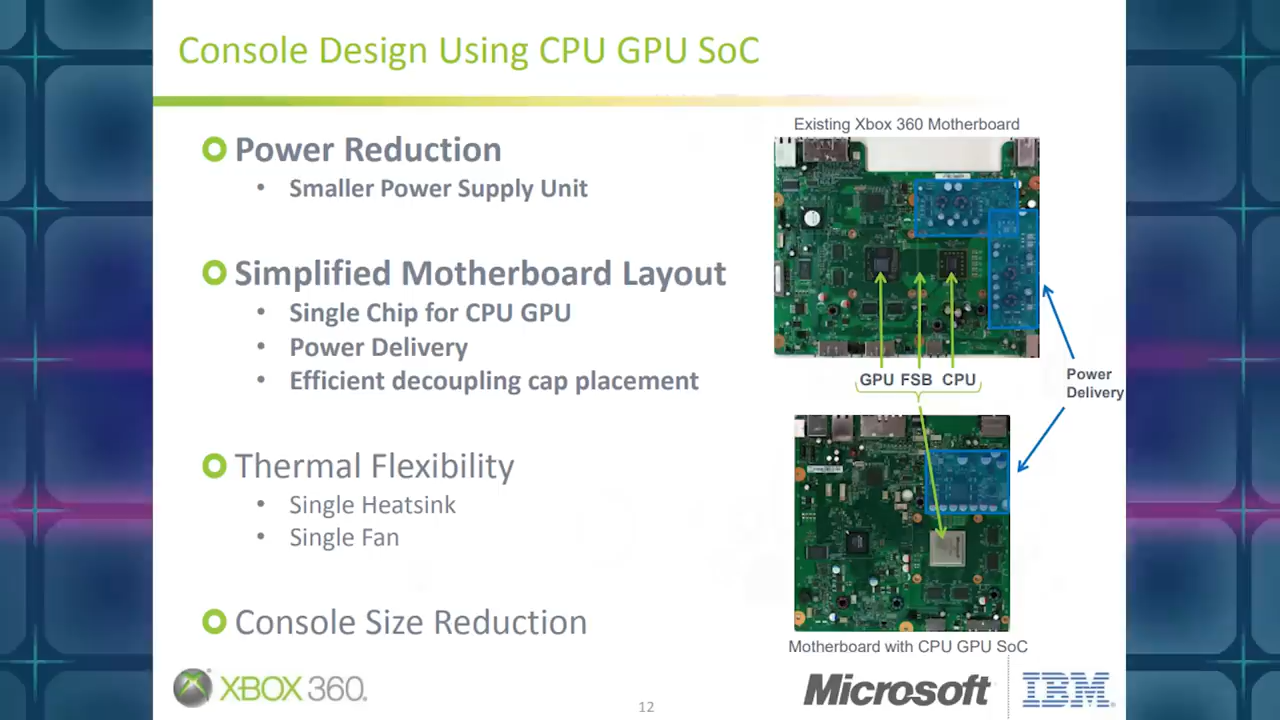 Console Design Using CPU GPU SoC
Power Reduction
• Smaller Power Supply Unit
Simplified Motherboard Layout
• Single Chip for CPU GPU
• Power Delivery
• Efficient decoupling cap placement
Thermal Flexibility
• Single Heatsink
• Single Fan
Console Size Reduction
Existing Xbox 360 Motherboard
GPU FSB CPU
Power
Delivery
Motherboard with CPU GPU SoC
XBOX 360
12
Microsoft
IBM